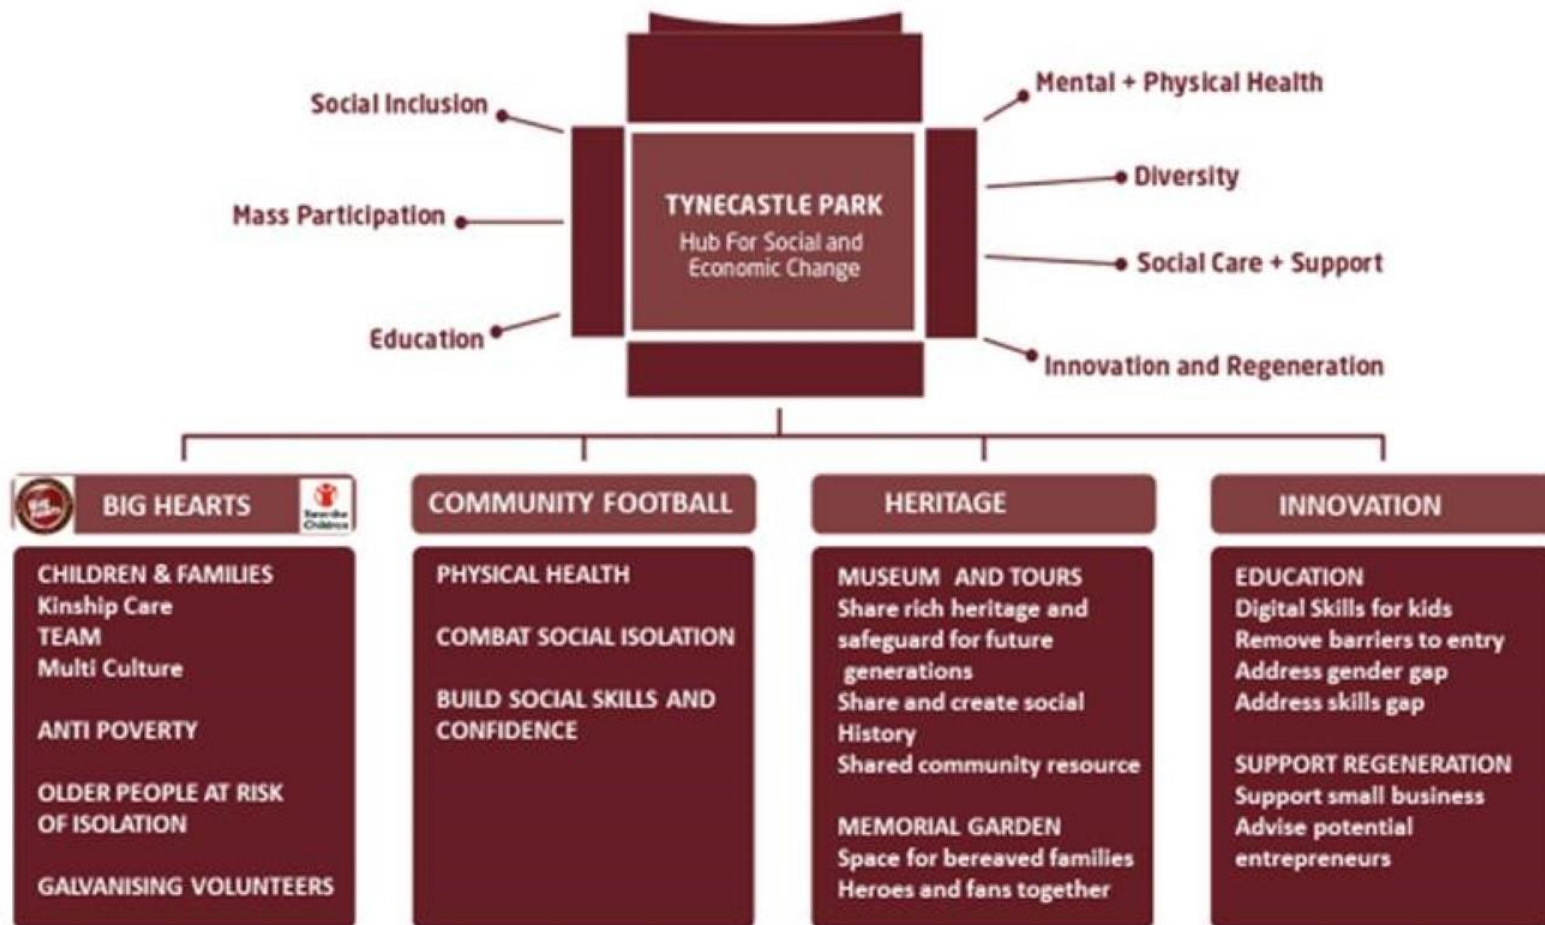 Social Inclusion
Mass Participation
Education
TYNECASTLE PARK
Hub For Social and
Economic Change
Mental + Physical Health
Diversity
Social Care + Support
Innovation and Regeneration
BIG HEARTS
Save the
Children
CHILDREN & FAMILIES
Kinship Care
TEAM
Multi Culture
ANTI POVERTY
OLDER PEOPLE AT RISK
OF ISOLATION
GALVANISING VOLUNTEERS
COMMUNITY FOOTBALL
PHYSICAL HEALTH
COMBAT SOCIAL ISOLATION
BUILD SOCIAL SKILLS AND
CONFIDENCE
HERITAGE
MUSEUM AND TOURS
Share rich heritage and
safeguard for future
generations
Share and create social
History
Shared community resource
MEMORIAL GARDEN
Space for bereaved families
Heroes and fans together
INNOVATION
EDUCATION
Digital Skills for kids
Remove barriers to entry
Address gender gap
Address skills gap
SUPPORT REGENERATION
Support small business
Advise potential
entrepreneurs